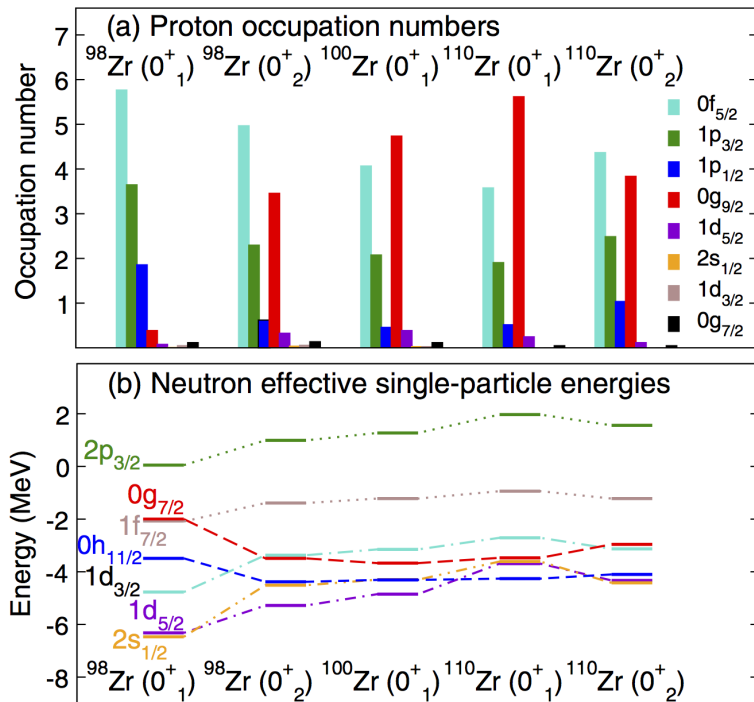 (a) Proton occupation numbers
7
6
5
4
3
2
1
Occupation number
⁹⁸Zr (0⁺₁) ⁹⁸Zr (0⁺₂) ¹⁰⁰Zr (0⁺₁) ¹¹⁰Zr (0⁺₁) ¹¹⁰Zr (0⁺₂)
0f₅/₂
1p₃/₂
1p₁/₂
0g₉/₂
1d₅/₂
2s₁/₂
1d₃/₂
0g₇/₂
(b) Neutron effective single-particle energies
2
0
-2
-4
-6
-8
Energy (MeV)
2p₃/₂
0g₇/₂
1f₇/₂
0h₁₁/₂
1d₃/₂
1d₅/₂
2s₁/₂
⁹⁸Zr (0⁺₁) ⁹⁸Zr (0⁺₂) ¹⁰⁰Zr (0⁺₁) ¹¹⁰Zr (0⁺₁) ¹¹⁰Zr (0⁺₂)